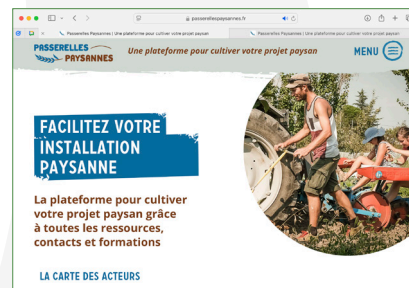 passerellespaysannes.fr
Passerelles Paysannes | Une plateforme pour cultiver votre projet paysan
Passerelles Paysannes | Une plateforme pour cultiver votre projet paysan
PASSERELLES
PAYSANNES
Une plateforme pour cultiver votre projet paysan
MENU
FACILITEZ VOTRE
INSTALLATION
PAYSANNE
La plateforme pour cultiver
votre projet paysan grâce
à toutes les ressources,
contacts et formations
LA CARTE DES ACTEURS